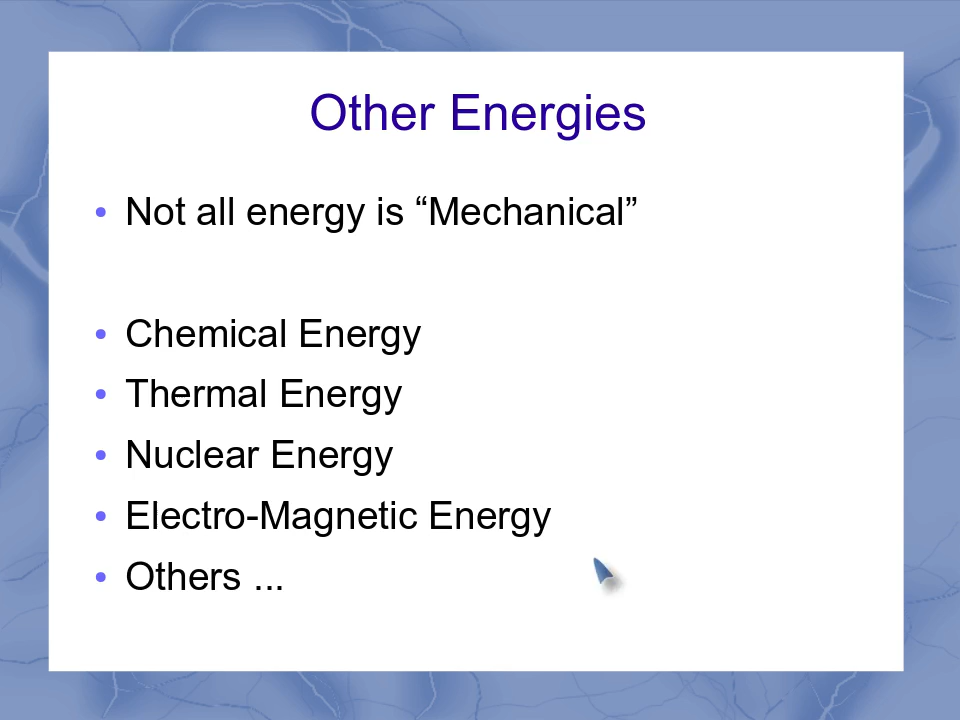 Other Energies
• Not all energy is “Mechanical”
• Chemical Energy
• Thermal Energy
• Nuclear Energy
• Electro-Magnetic Energy
• Others ...